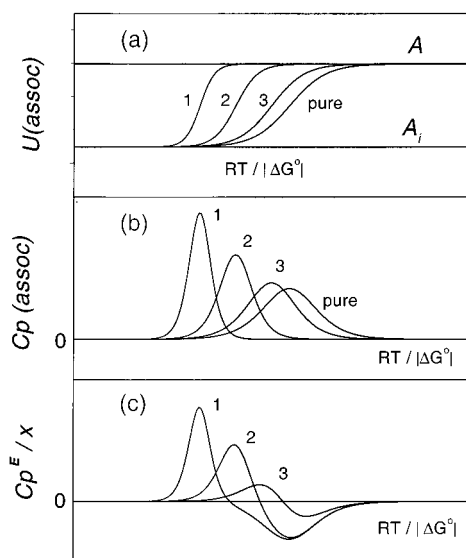 (a)
A
1
2
3
pure
A_i
U(assoc)
RT / |ΔG°|
(b)
1
2
3
pure
Cp (assoc)
0
RT / |ΔG°|
(c)
1
2
3
Cp^E / x
0
RT / |ΔG°|